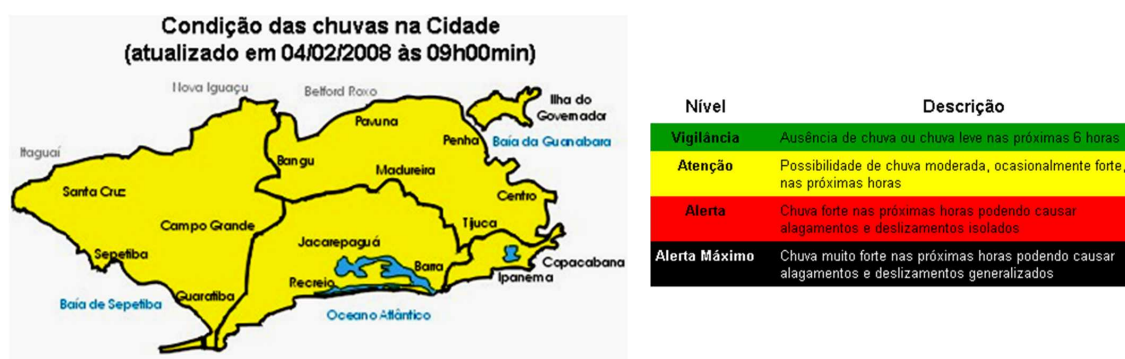 Condição das chuvas na Cidade
(atualizado em 04/02/2008 às 09h00min)
Nova Iguaçu
Belford Roxo
Ilha do
Governador
Pavuna
Penha
Baía da Guanabara
Itaguaí
Bangu
Madureira
Santa Cruz
Centro
Campo Grande
Tijuca
Jacarepaguá
Sepetiba
Copacabana
Barra
Ipanema
Recreio
Guaratiba
Baía de Sepetiba
Oceano Atlântico
Nível Descrição
Vigilância Ausência de chuva ou chuva leve nas próximas 6 horas
Atenção Possibilidade de chuva moderada, ocasionalmente forte,
nas próximas horas
Alerta Chuva forte nas próximas horas podendo causar
alagamentos e deslizamentos isolados
Alerta Máximo Chuva muito forte nas próximas horas podendo causar
alagamentos e deslizamentos generalizados